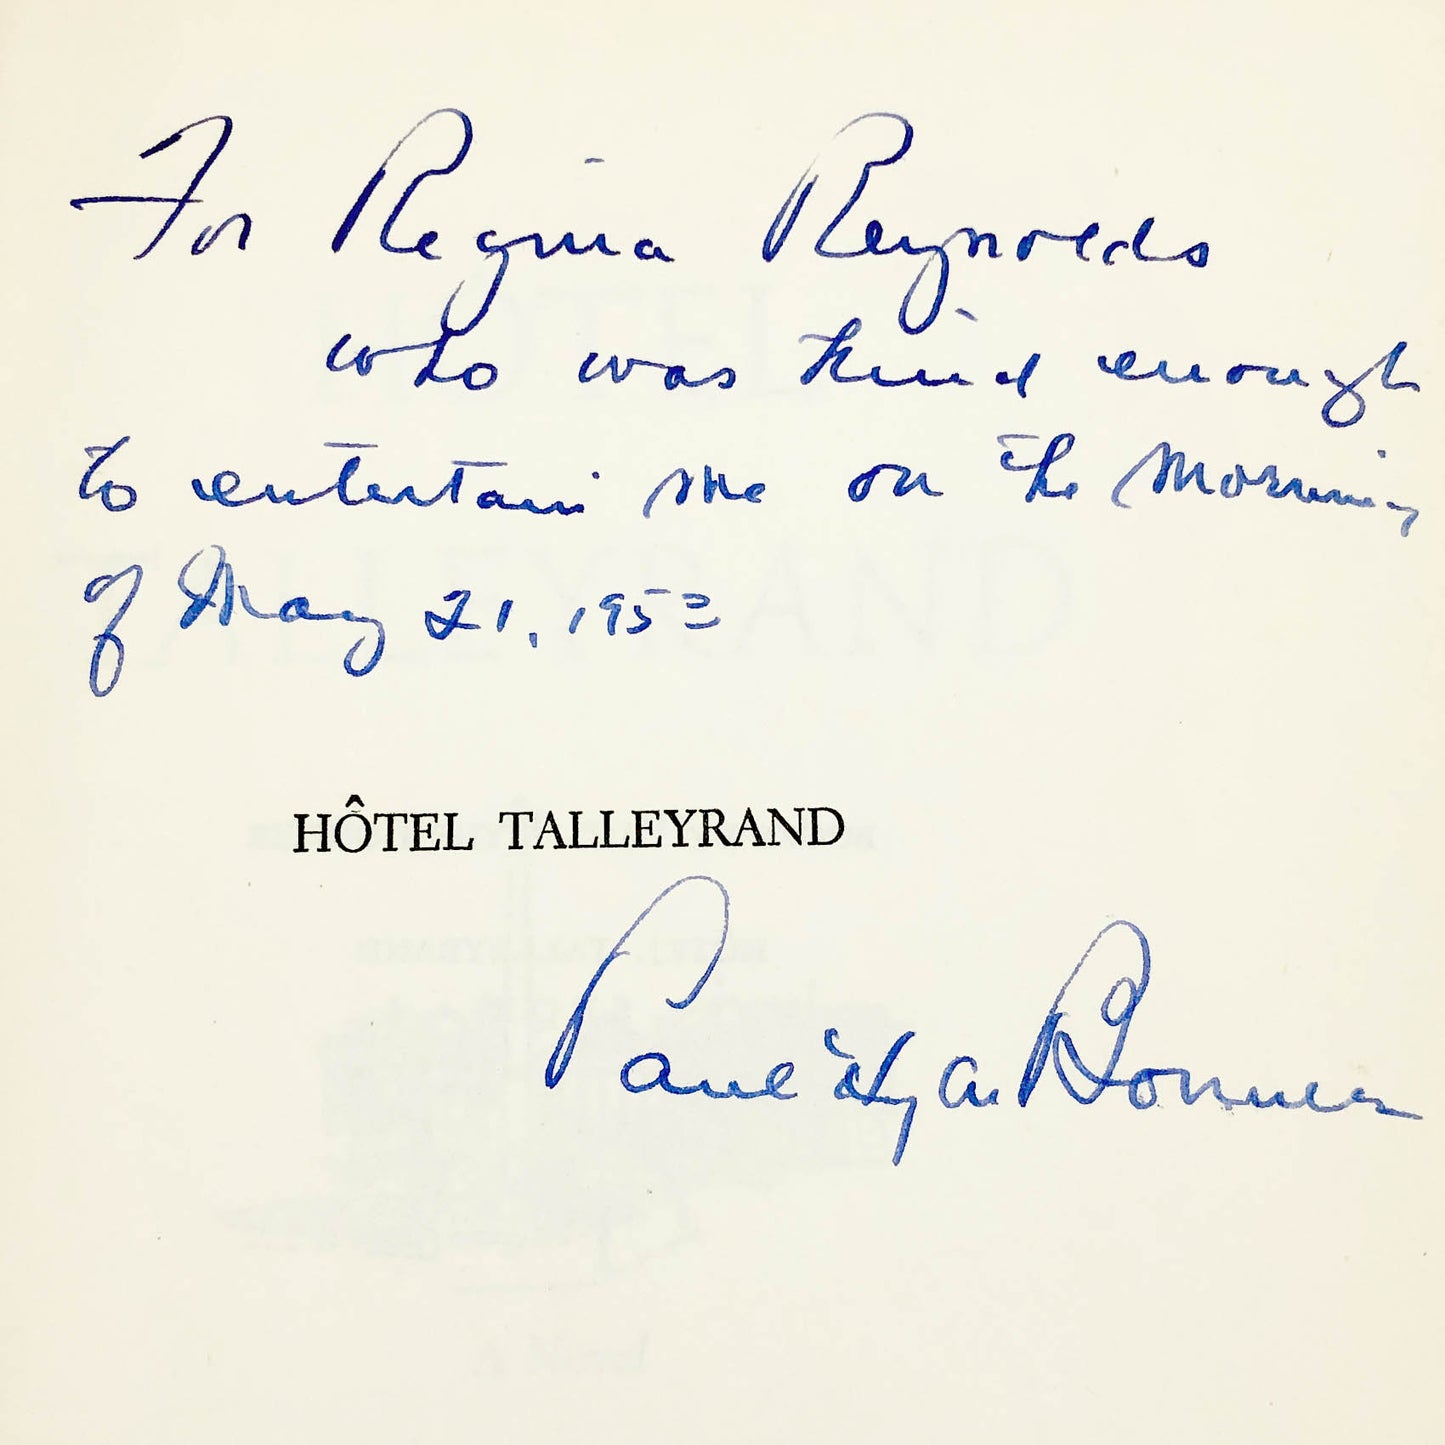 For Regina Reynolds
who was kind enough
to entertain me on the morning
of May 21, 1953
HÔTEL TALLEYRAND
Paul Hyde Bonner